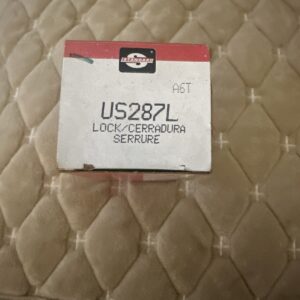 STANDARD
A6T
US287L
LOCK/CERRADURA
SERRURE